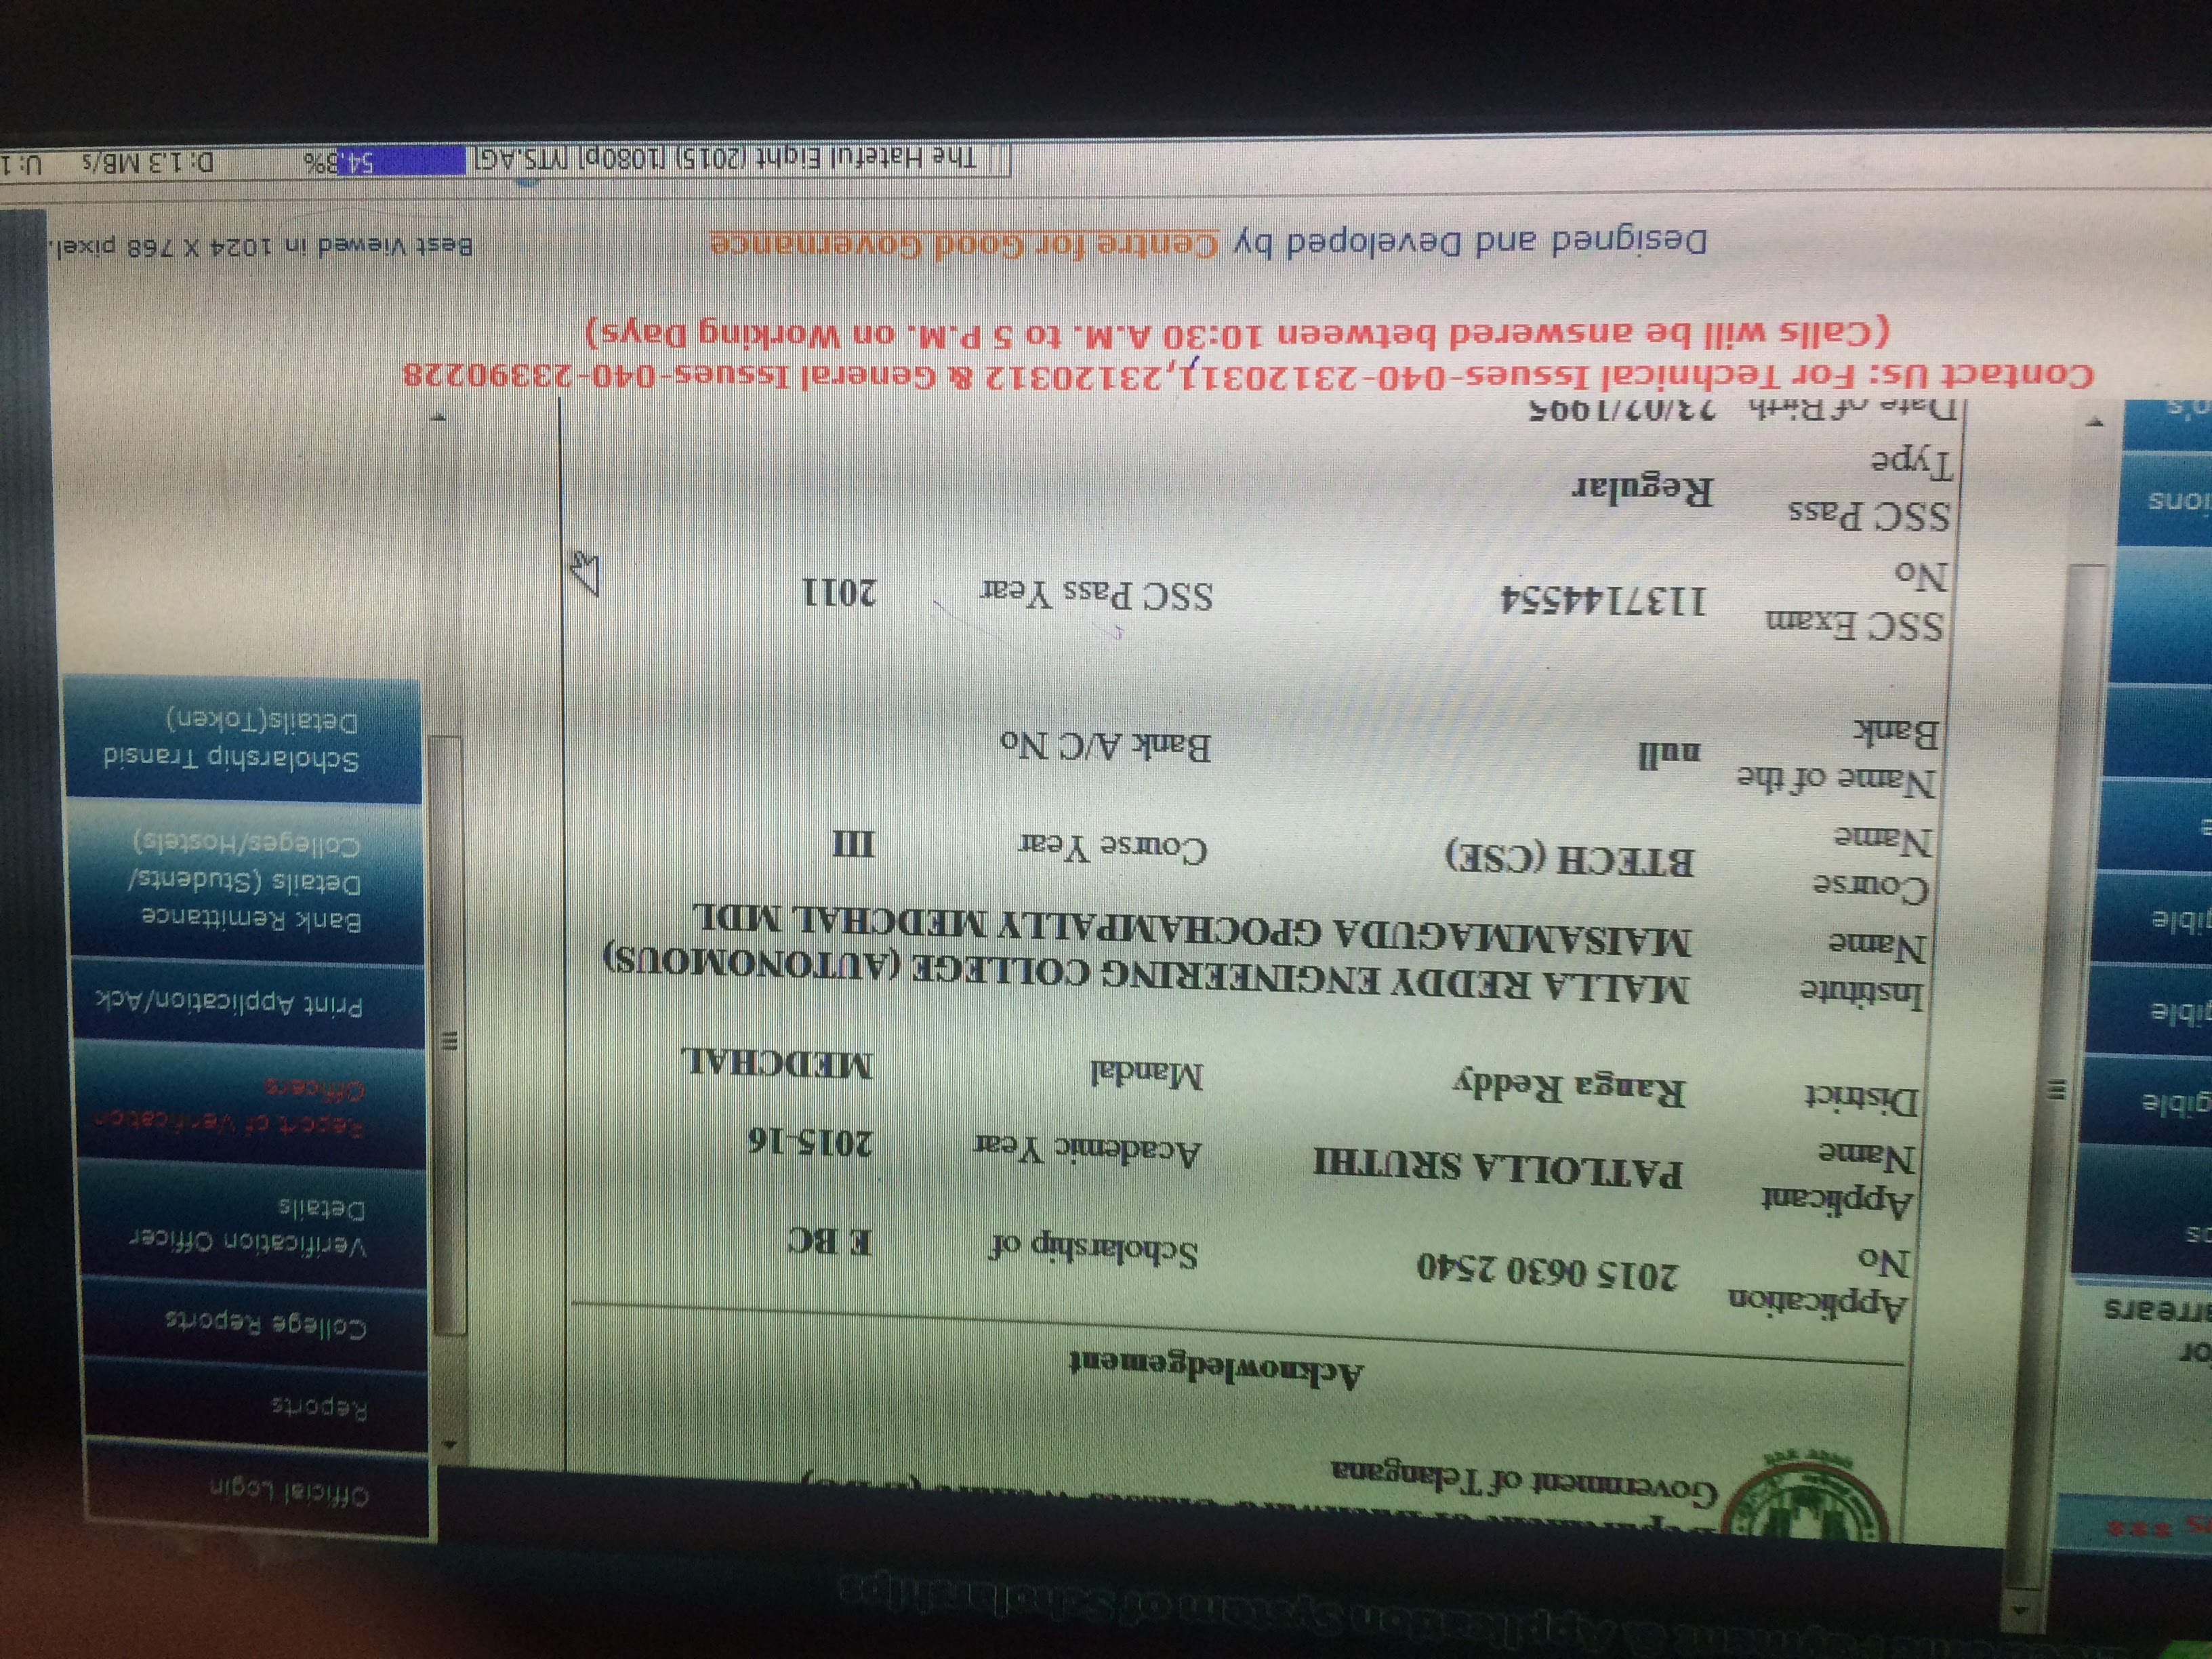 Payment & Application System of Scholarships
Government of Telangana
Acknowledgement
Application No 2015 0630 2540 Scholarship of E BC
Applicant Name PATLOLLA SRUTHI Academic Year 2015-16
District Ranga Reddy Mandal MEDCHAL
Institute Name MALLA REDDY ENGINEERING COLLEGE (AUTONOMOUS)
MAISAMMAGUDA GPOCHAMPALLY MEDCHAL MDL
Course Name BTECH (CSE) Course Year III
Name of the Bank null Bank A/C No
SSC Exam No 1137144554 SSC Pass Year 2011
SSC Pass Type Regular
Date of Birth 23/02/1995
or
arrears
gible
gible
gible
ions
Official Login
Reports
College Reports
Verification Officer
Details
Report of Verification
Officers
Print Application/Ack
Bank Remittance
Details (Students/
Colleges/Hostels)
Scholarship Transid
Details(Token)
Contact Us: For Technical Issues-040-23120311,23120312 & General Issues-040-23390228
(Calls will be answered between 10:30 A.M. to 5 P.M. on Working Days)
Designed and Developed by Centre for Good Governance
Best Viewed in 1024 X 768 pixel.
The Hateful Eight (2015) [1080p] [YTS.AG] 54.3% D: 1.3 MB/s U: 1